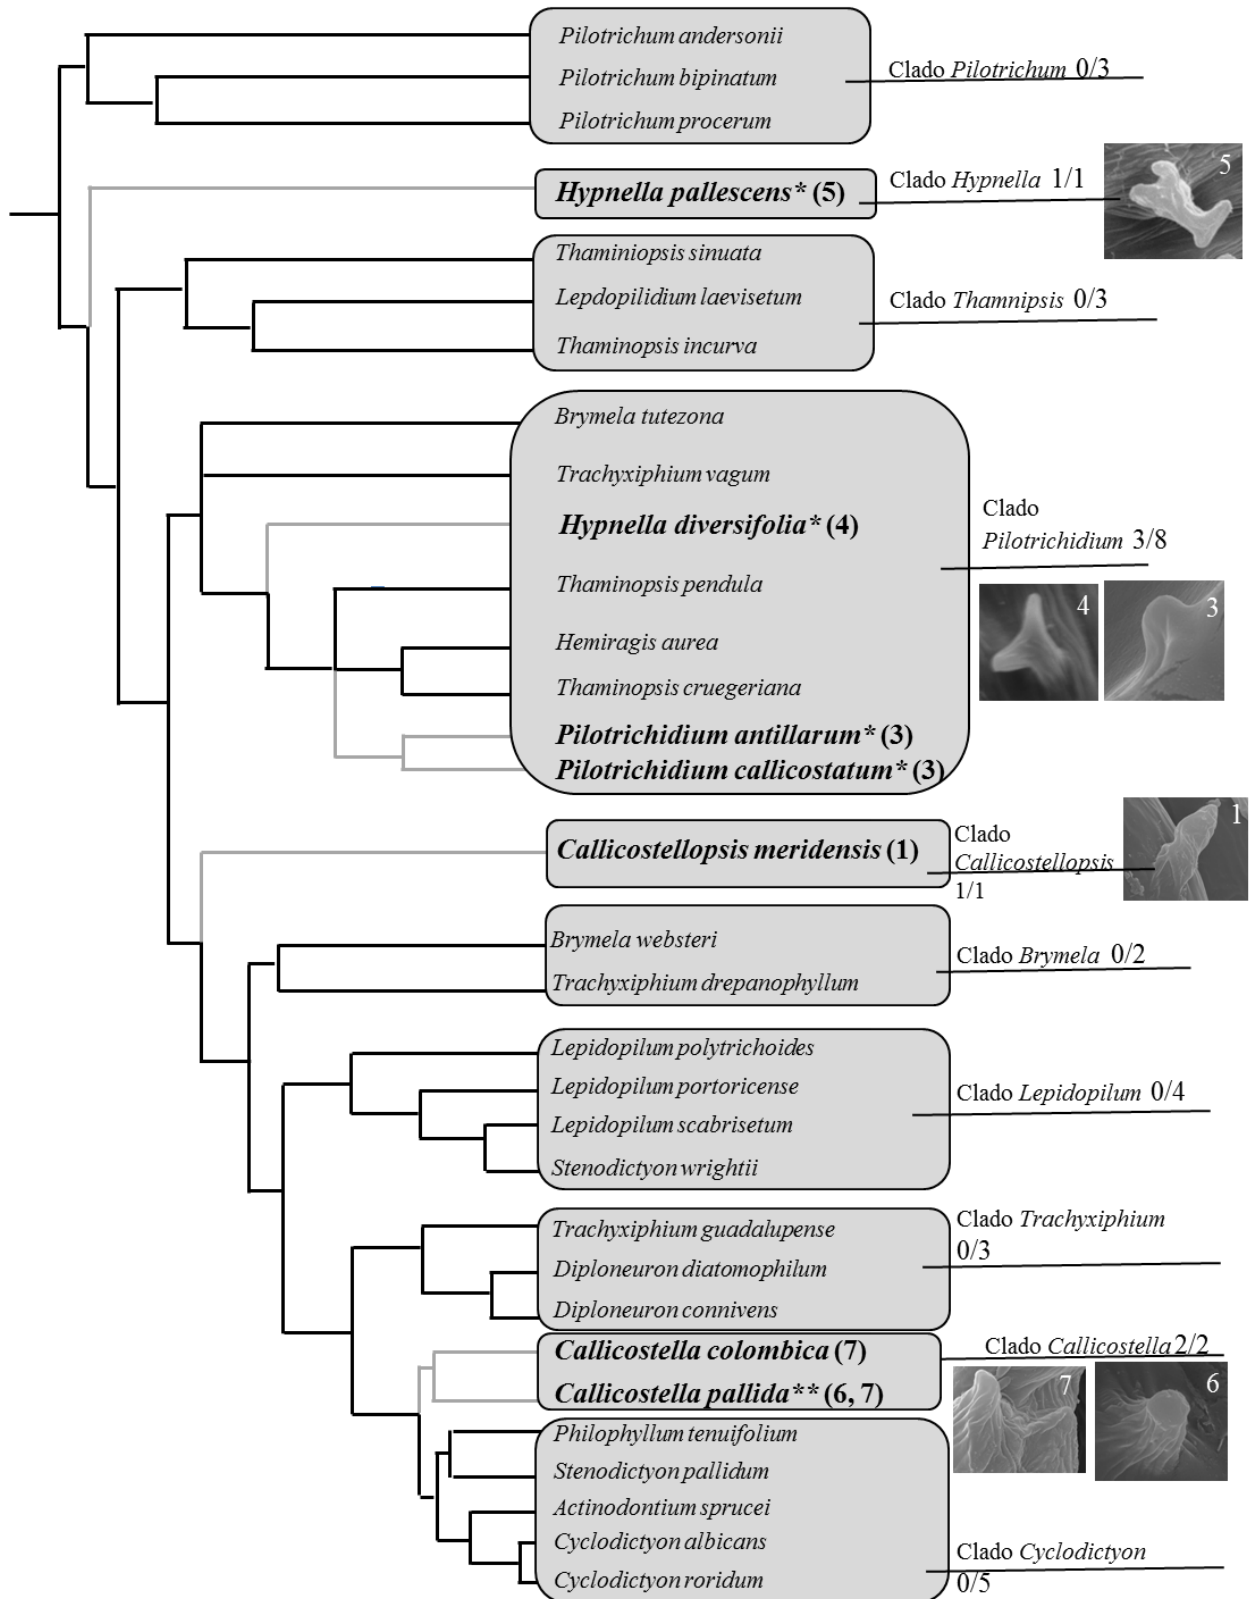 Pilotrichum andersonii
Pilotrichum bipinatum
Pilotrichum procerum
Clado Pilotrichum 0/3
Hypnella pallescens* (5)
Clado Hypnella 1/1
5
Thaminiopsis sinuata
Lepdopilidium laevisetum
Thaminopsis incurva
Clado Thamnipsis 0/3
Brymela tutezona
Trachyxiphium vagum
Hypnella diversifolia* (4)
Thaminopsis pendula
Hemiragis aurea
Thaminopsis cruegeriana
Pilotrichidium antillarum* (3)
Pilotrichidium callicostatum* (3)
Clado
Pilotrichidium 3/8
4
3
Callicostellopsis meridensis (1)
Clado
Callicostellopsis
1/1
1
Brymela websteri
Trachyxiphium drepanophyllum
Clado Brymela 0/2
Lepidopilum polytrichoides
Lepidopilum portoricense
Lepidopilum scabrisetum
Stenodictyon wrightii
Clado Lepidopilum 0/4
Trachyxiphium guadalupense
Diploneuron diatomophilum
Diploneuron connivens
Clado Trachyxiphium
0/3
Callicostella colombica (7)
Callicostella pallida** (6, 7)
Clado Callicostella 2/2
7
6
Philophyllum tenuifolium
Stenodictyon pallidum
Actinodontium sprucei
Cyclodictyon albicans
Cyclodictyon roridum
Clado Cyclodictyon
0/5